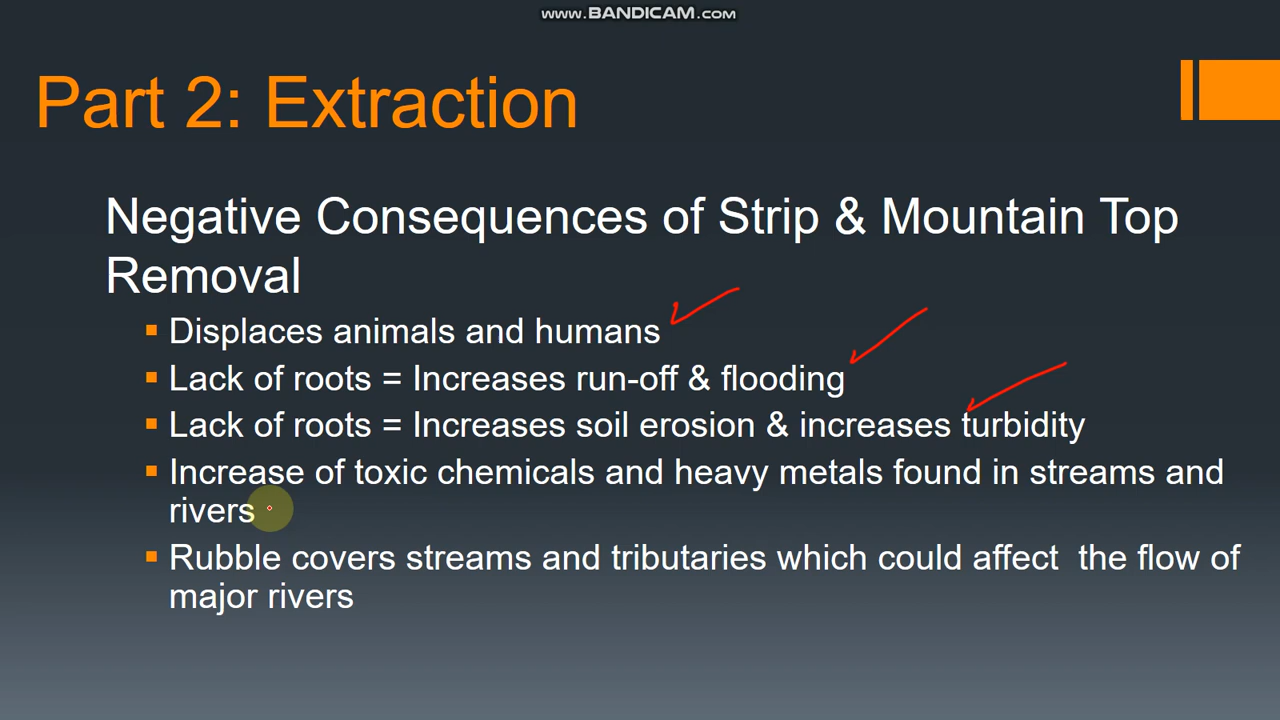 www.BANDICAM.com
Part 2: Extraction
Negative Consequences of Strip & Mountain Top
Removal
Displaces animals and humans
Lack of roots = Increases run-off & flooding
Lack of roots = Increases soil erosion & increases turbidity
Increase of toxic chemicals and heavy metals found in streams and
rivers
Rubble covers streams and tributaries which could affect  the flow of
major rivers